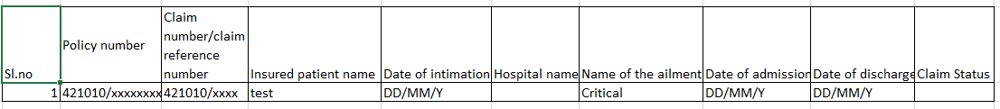 Sl.no
Policy number
Claim
number/claim
reference
number
Insured patient name
Date of intimation
Hospital name
Name of the ailment
Date of admission
Date of discharge
Claim Status
1 421010/xxxxxxxx 421010/xxxx test DD/MM/Y Critical DD/MM/Y DD/MM/Y